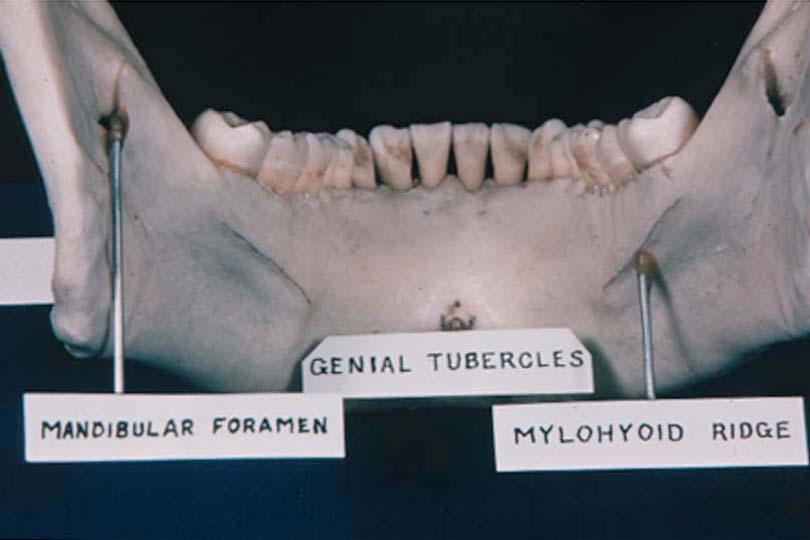 GENIAL TUBERCLES
MANDIBULAR FORAMEN
MYLOHYOID RIDGE